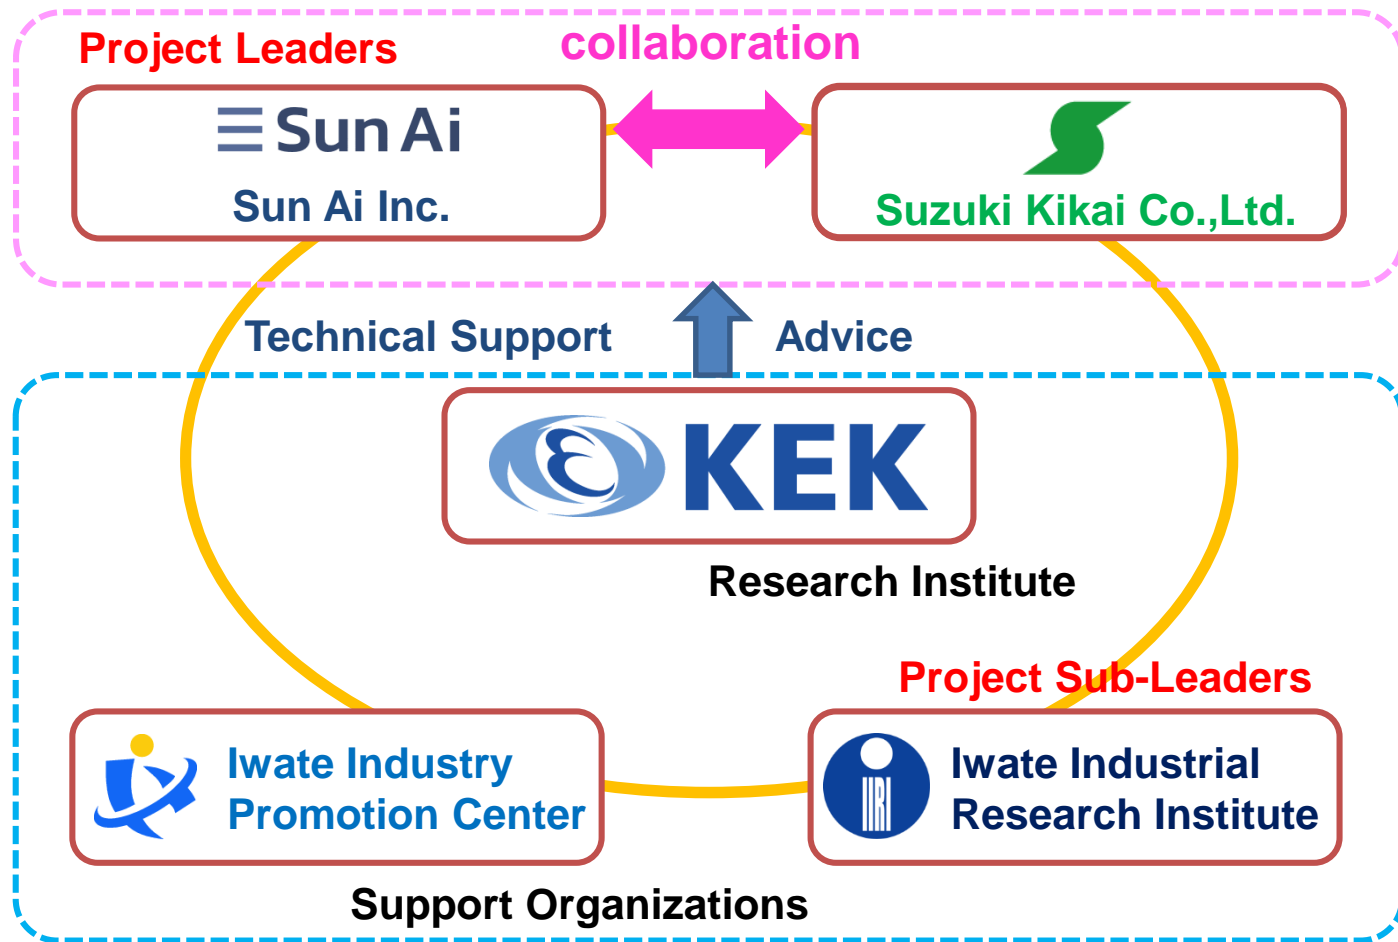 Project Leaders
collaboration
Sun Ai
Sun Ai Inc.
Suzuki Kikai Co.,Ltd.
Technical Support
Advice
KEK
Research Institute
Project Sub-Leaders
Iwate Industry
Promotion Center
IIRI
Iwate Industrial
Research Institute
Support Organizations